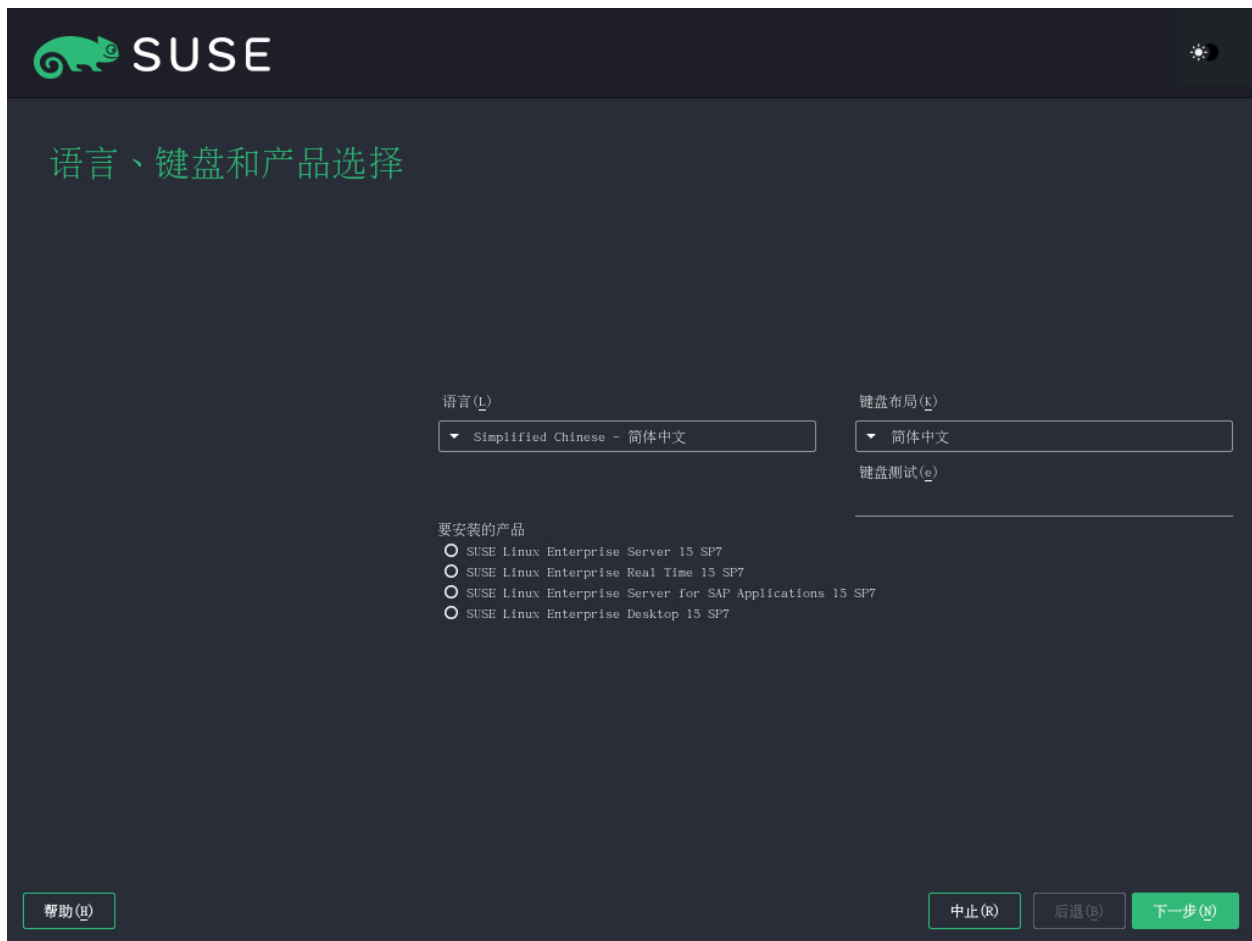 SUSE
语言、键盘和产品选择
语言(L)
Simplified Chinese - 简体中文
键盘布局(K)
简体中文
键盘测试(e)
要安装的产品
SUSE Linux Enterprise Server 15 SP7
SUSE Linux Enterprise Real Time 15 SP7
SUSE Linux Enterprise Server for SAP Applications 15 SP7
SUSE Linux Enterprise Desktop 15 SP7
帮助(H)
中止(R)
后退(B)
下一步(N)